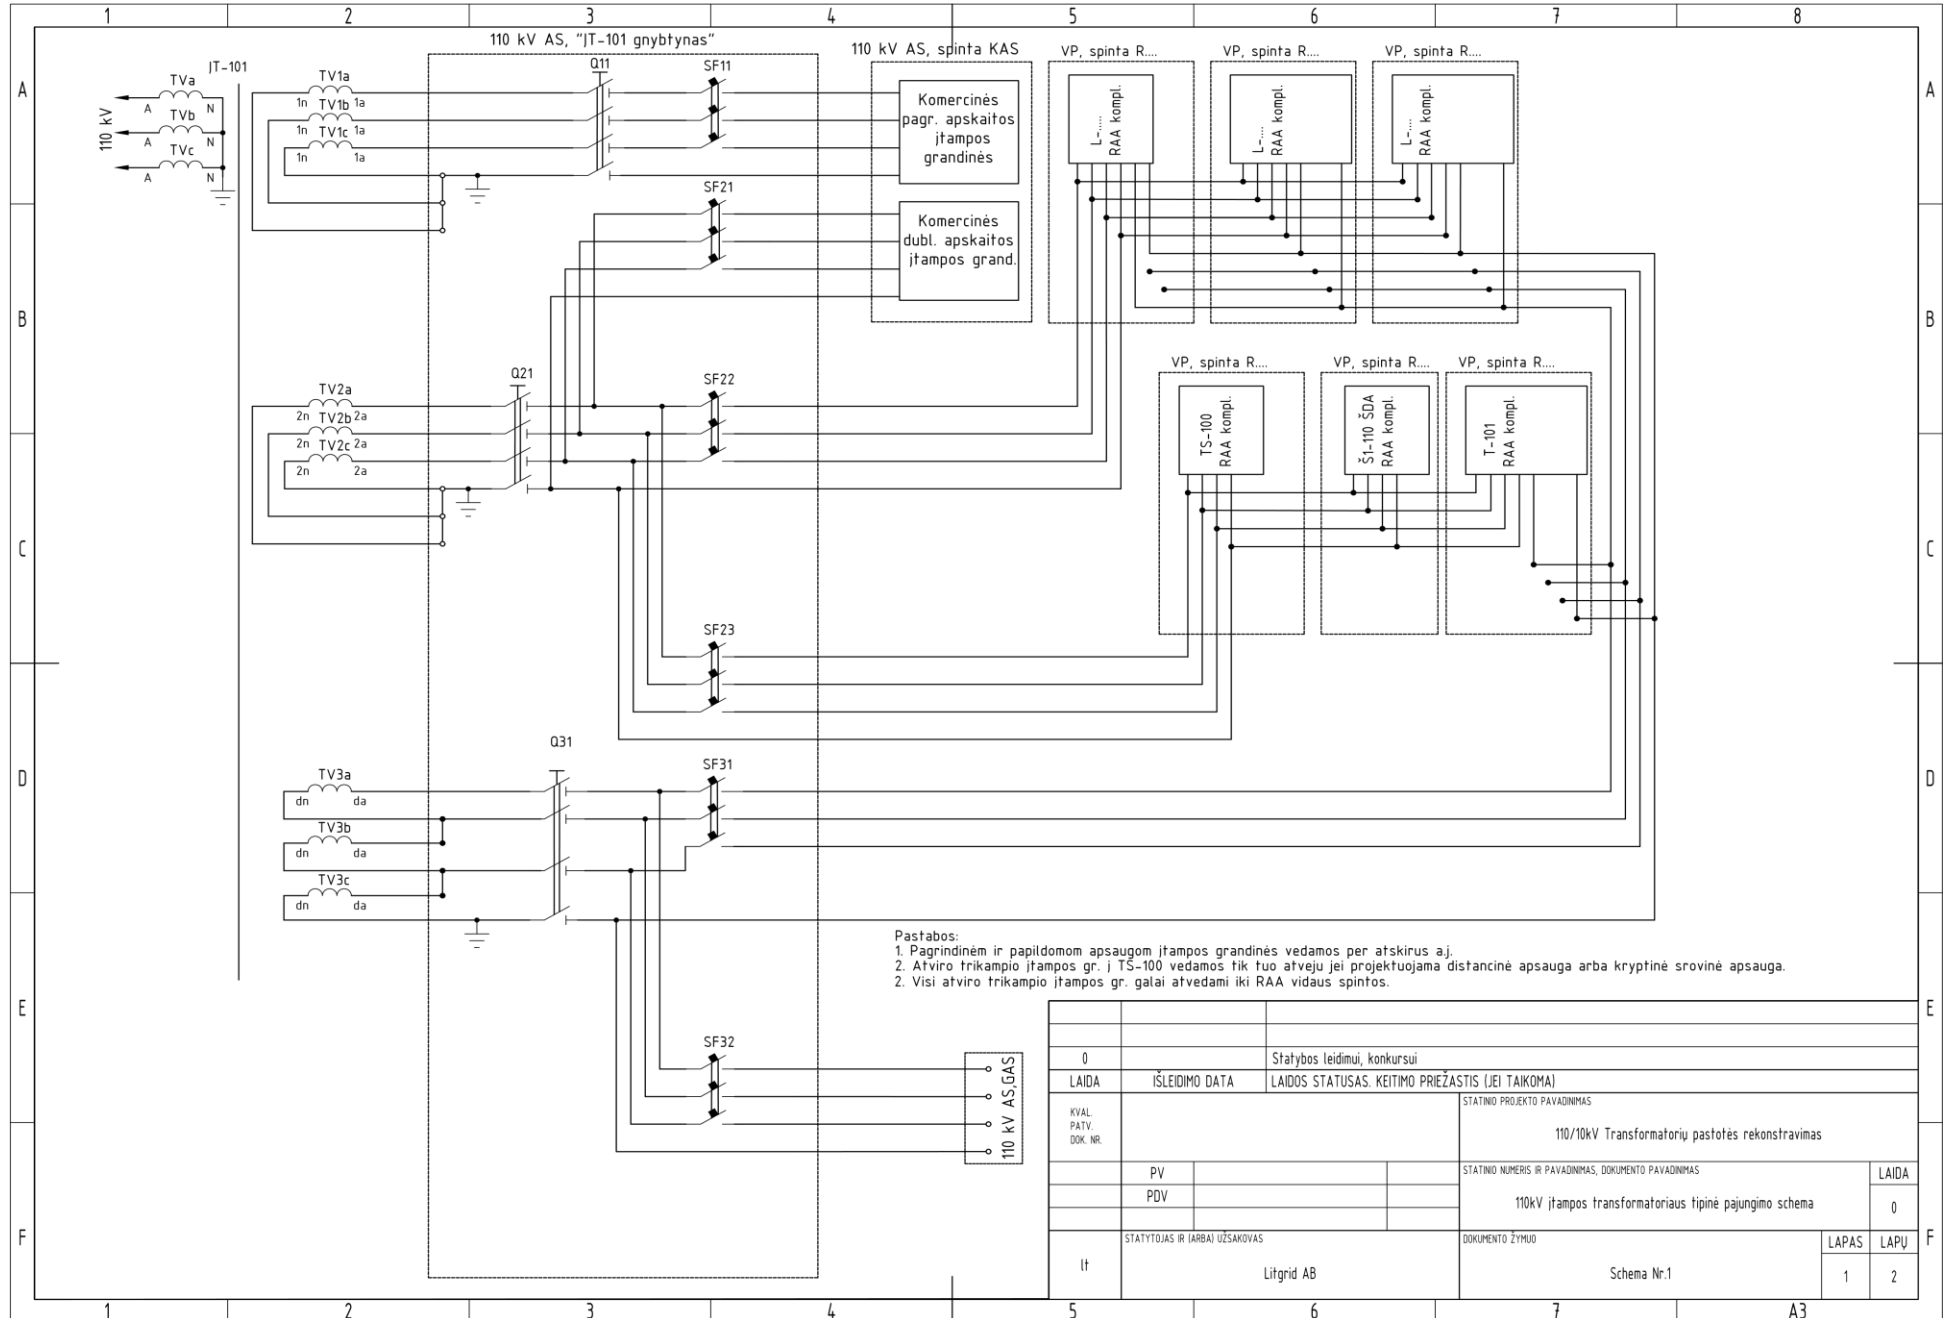 1 2 3 4 5 6 7 8
A A
B B
C C
D D
E E
F F
110 kV AS, "ĮT-101 gnybtynas"
110 kV AS, spinta KAS
VP, spinta R....
VP, spinta R....
VP, spinta R....
ĮT-101
110 kV
TVa
A N
TVb
A N
TVc
A N
TV1a
1n 1a
TV1b
1n 1a
TV1c
1n 1a
Q11
SF11
Komercinės
pagr. apskaitos
įtampos
grandinės
L-....
RAA kompl.
L-...
RAA kompl.
L-...
RAA kompl.
SF21
Komercinės
dubl. apskaitos
įtampos grand.
Q21
SF22
TV2a
2n 2a
TV2b
2n 2a
TV2c
2n 2a
VP, spinta R....
VP, spinta R....
VP, spinta R....
TS-100
RAA kompl.
Š1-110 ŠDA
RAA kompl.
T-101
RAA kompl.
SF23
Q31
SF31
TV3a
dn da
TV3b
dn da
TV3c
dn da
SF32
110 kV AS,GAS
Pastabos:
1. Pagrindinėm ir papildomom apsaugom įtampos grandinės vedamos per atskirus a.j.
2. Atviro trikampio įtampos gr. į TS-100 vedamos tik tuo atveju jei projektuojama distancinė apsauga arba kryptinė srovinė apsauga.
2. Visi atviro trikampio įtampos gr. galai atvedami iki RAA vidaus spintos.
0 Statybos leidimui, konkursui
LAIDA IŠLEIDIMO DATA LAIDOS STATUSAS. KEITIMO PRIEŽASTIS (JEI TAIKOMA)
KVAL.
PATV.
DOK. NR.
STATINIO PROJEKTO PAVADINIMAS
110/10kV Transformatorių pastotės rekonstravimas
PV
PDV
STATINIO NUMERIS IR PAVADINIMAS, DOKUMENTO PAVADINIMAS
110kV įtampos transformatoriaus tipinė pajungimo schema
LAIDA
0
lt
STATYTOJAS IR (ARBA) UŽSAKOVAS
Litgrid AB
DOKUMENTO ŽYMUO
Schema Nr.1
LAPAS LAPŲ
1 2
1 2 3 4 5 6 7 A3